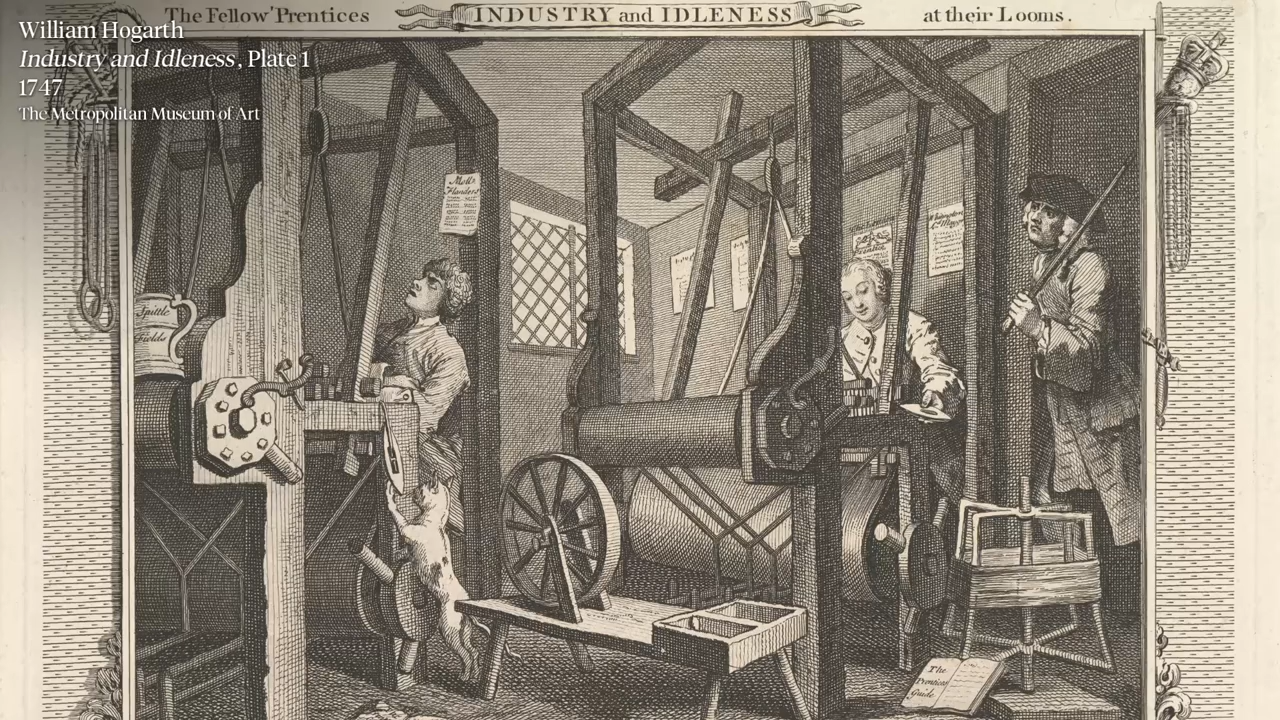 The Fellow 'Prentices
INDUSTRY and IDLENESS
at their Looms.
William Hogarth
Industry and Idleness, Plate 1
1747
The Metropolitan Museum of Art
Moll
Flanders
Spittle
Fields
The
Prentices
Guide